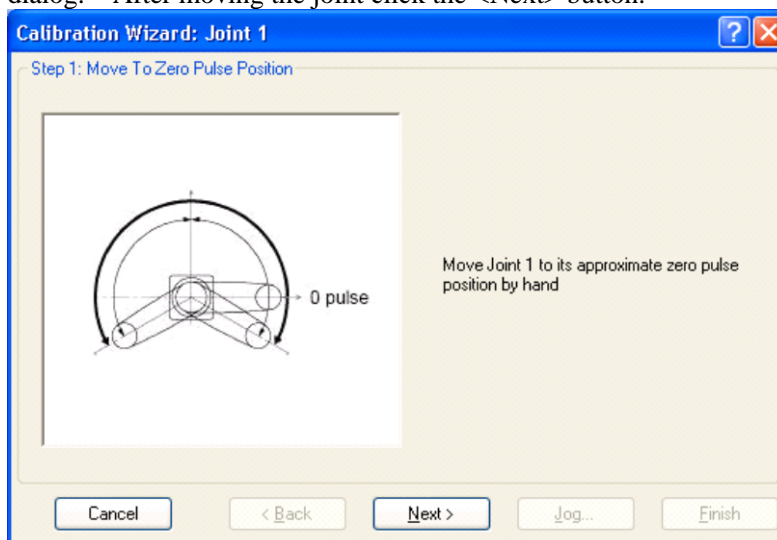 dialog. After moving the joint click the <Next> button.
Calibration Wizard: Joint 1
Step 1: Move To Zero Pulse Position
0 pulse
Move Joint 1 to its approximate zero pulse
position by hand
Cancel
< Back
Next >
Jog...
Finish